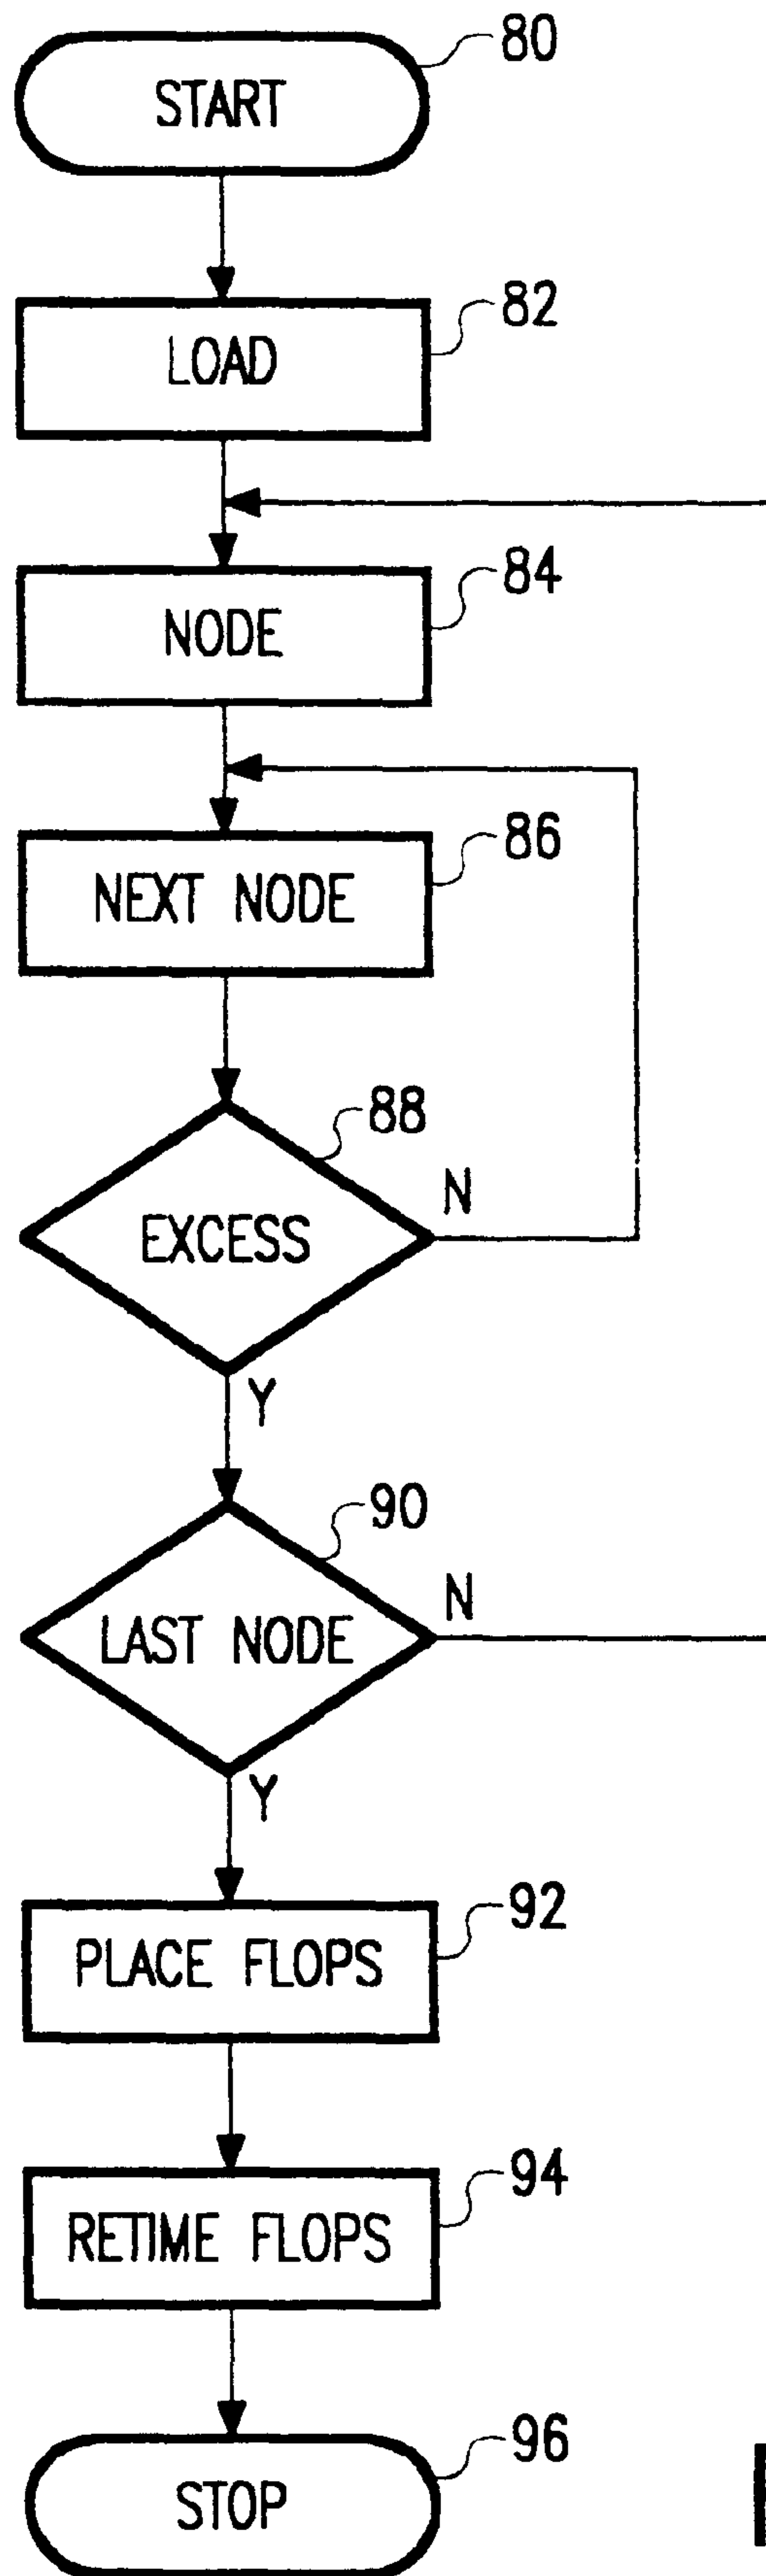 80
START
82
LOAD
84
NODE
86
NEXT NODE
88
EXCESS
N
Y
90
LAST NODE
N
Y
92
PLACE FLOPS
94
RETIME FLOPS
96
STOP